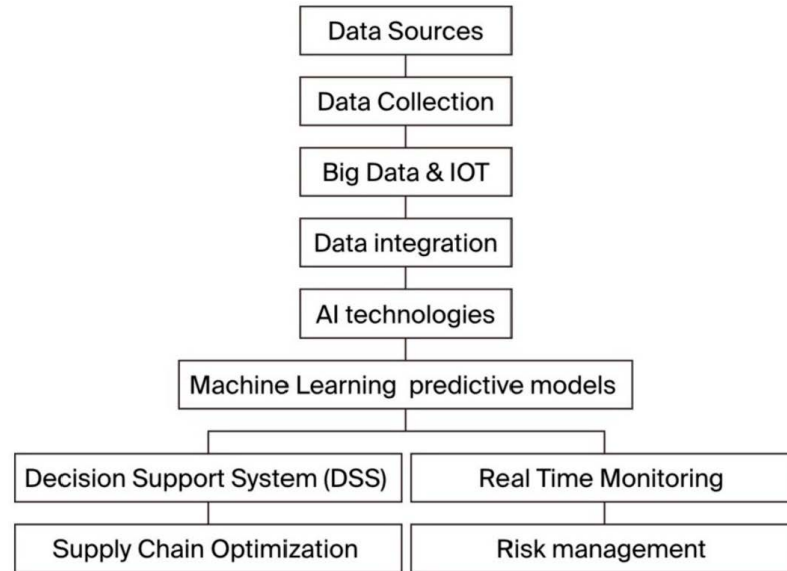 Data Sources
Data Collection
Big Data & IOT
Data integration
AI technologies
Machine Learning  predictive models
Decision Support System (DSS)
Real Time Monitoring
Supply Chain Optimization
Risk management